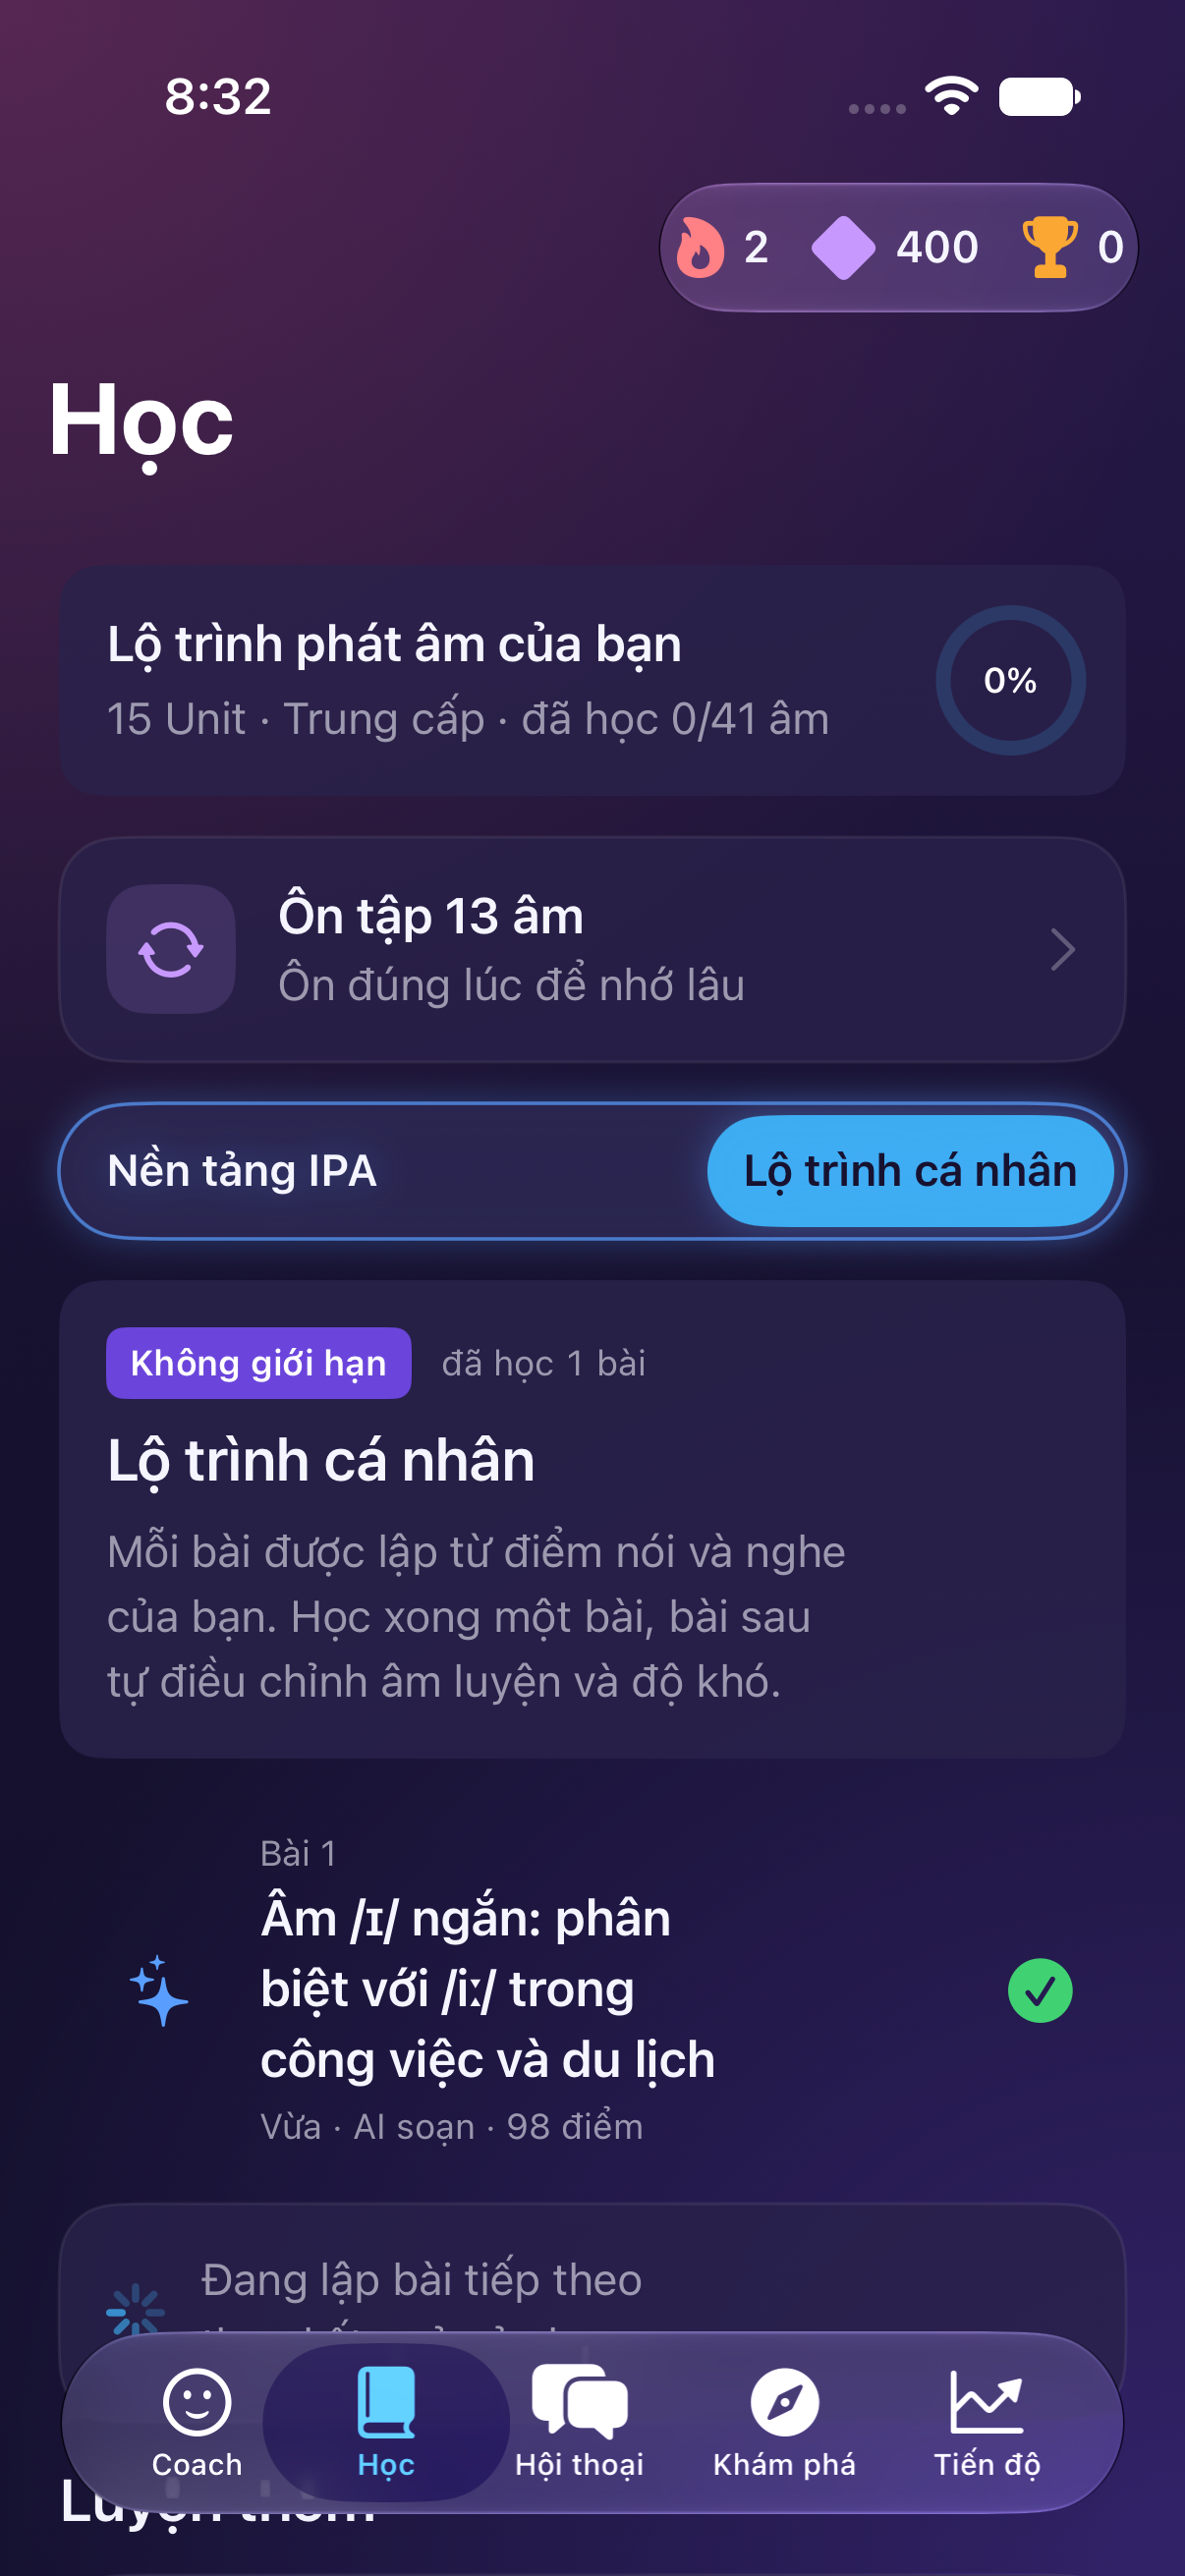 8:32
2 400 0
Học
Lộ trình phát âm của bạn
15 Unit · Trung cấp · đã học 0/41 âm
0%
Ôn tập 13 âm
Ôn đúng lúc để nhớ lâu
Nền tảng IPA
Lộ trình cá nhân
Không giới hạn đã học 1 bài
Lộ trình cá nhân
Mỗi bài được lập từ điểm nói và nghe
của bạn. Học xong một bài, bài sau
tự điều chỉnh âm luyện và độ khó.
Bài 1
Âm /ɪ/ ngắn: phân
biệt với /iː/ trong
công việc và du lịch
Vừa · AI soạn · 98 điểm
Đang lập bài tiếp theo
Coach
Học
Hội thoại
Khám phá
Tiến độ
Luyện thêm